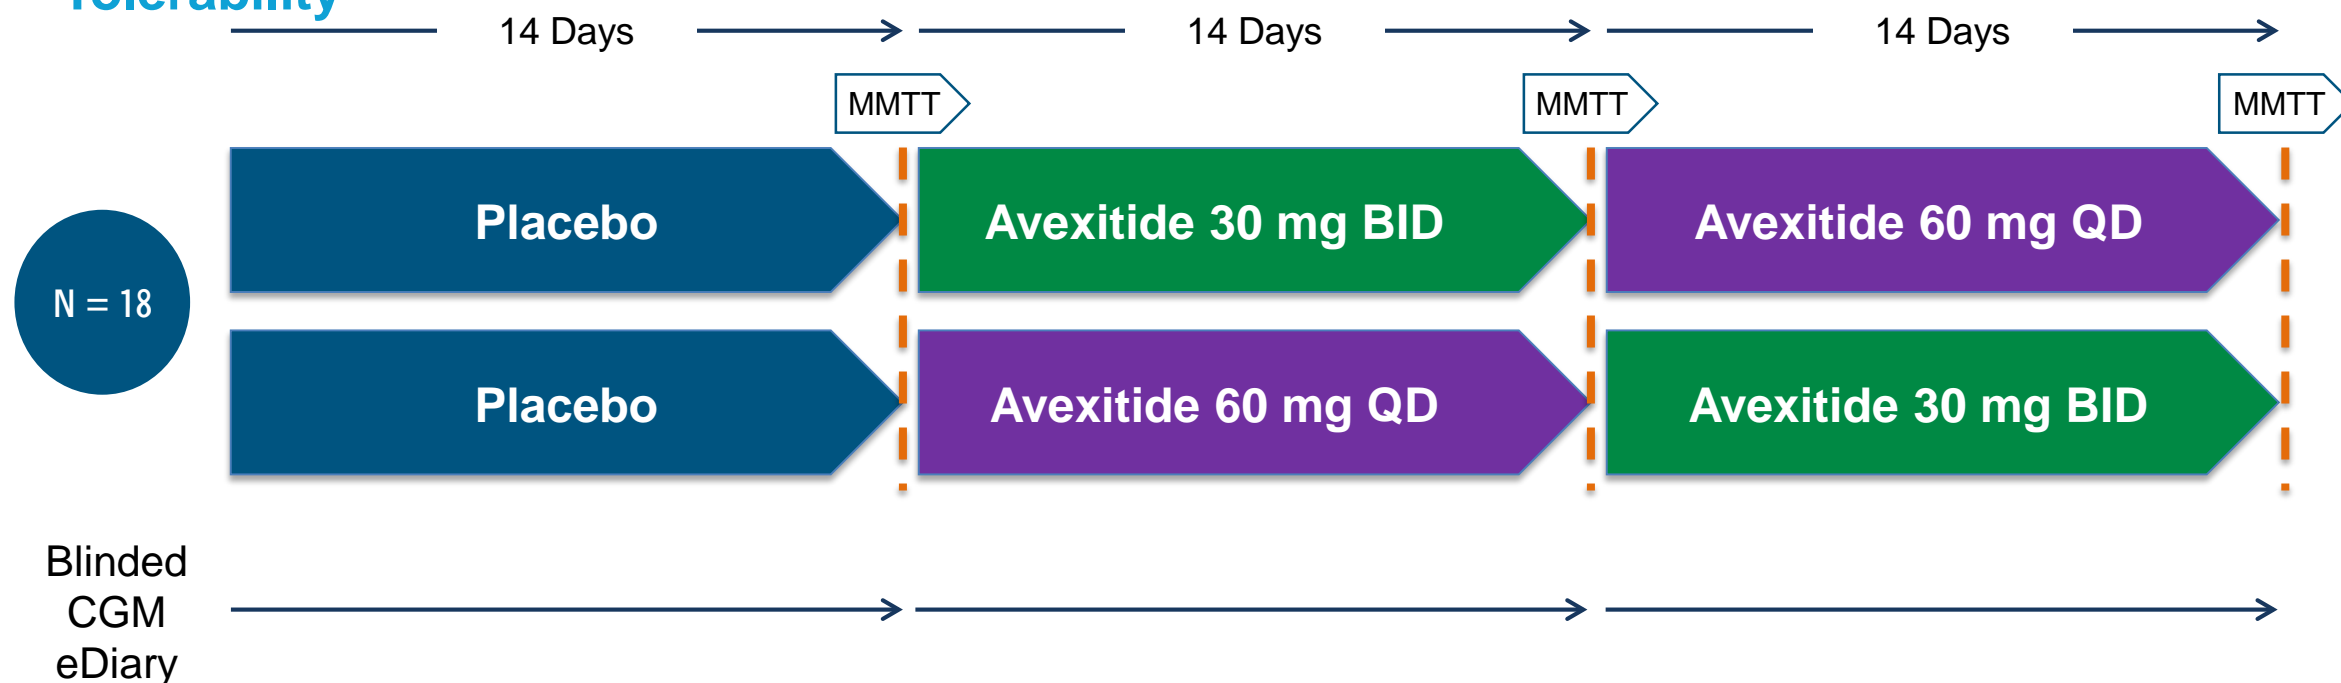 Tolerability
14 Days
14 Days
14 Days
MMTT
MMTT
MMTT
Placebo
Avexitide 30 mg BID
Avexitide 60 mg QD
N = 18
Placebo
Avexitide 60 mg QD
Avexitide 30 mg BID
Blinded
CGM
eDiary